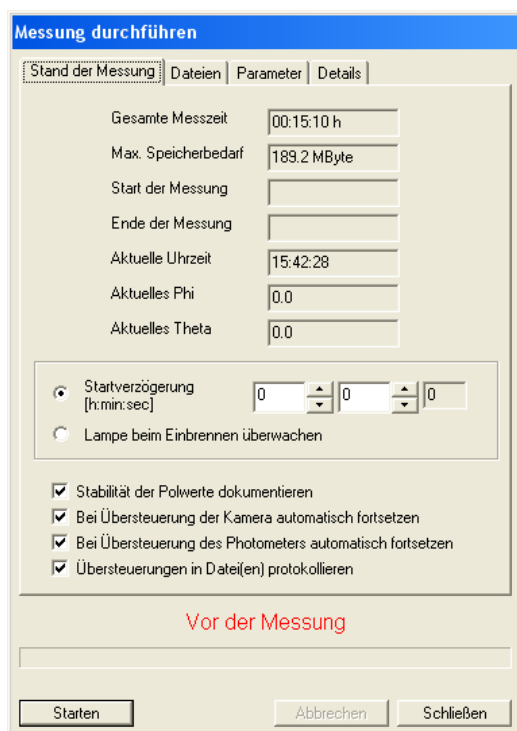 Messung durchführen
Stand der Messung Dateien Parameter Details
Gesamte Messzeit 00:15:10 h
Max. Speicherbedarf 189.2 MByte
Start der Messung
Ende der Messung
Aktuelle Uhrzeit 15:42:28
Aktuelles Phi 0.0
Aktuelles Theta 0.0
Startverzögerung
[h:min:sec] 0 0 0
Lampe beim Einbrennen überwachen
Stabilität der Polwerte dokumentieren
Bei Übersteuerung der Kamera automatisch fortsetzen
Bei Übersteuerung des Photometers automatisch fortsetzen
Übersteuerungen in Datei(en) protokollieren
Vor der Messung
Starten Abbrechen Schließen